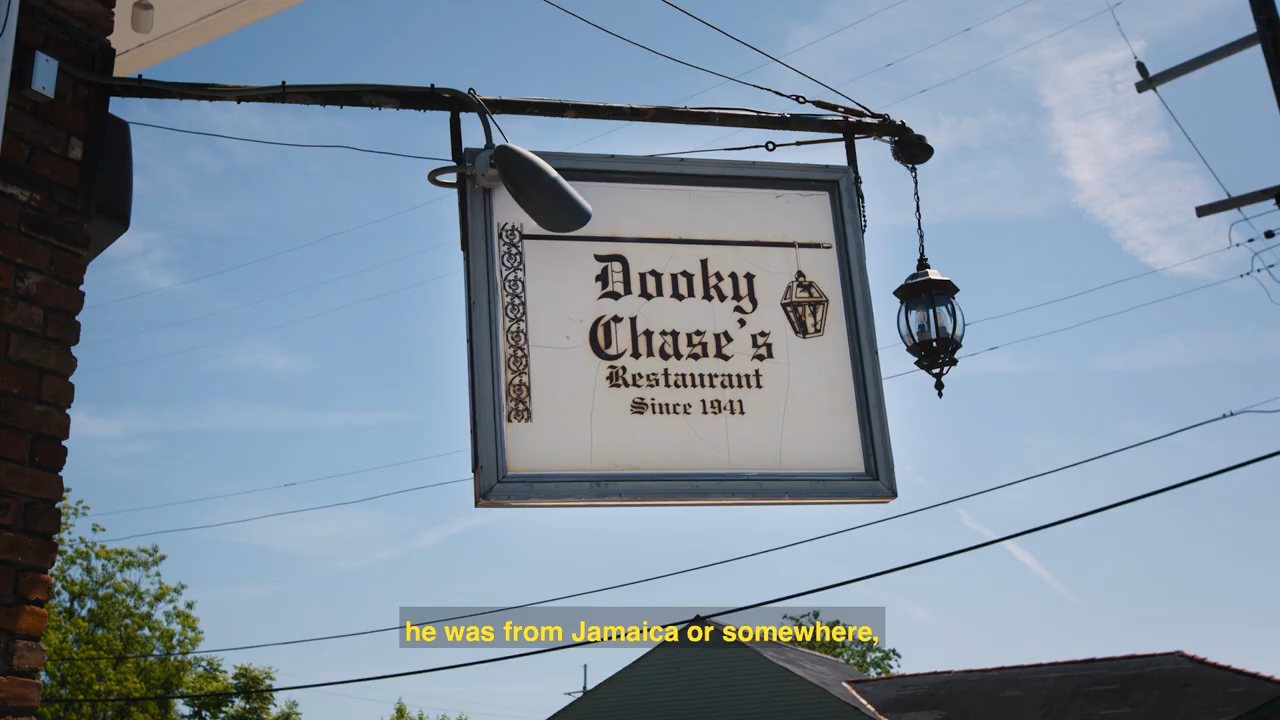 Dooky
Chase's
Restaurant
Since 1941
he was from Jamaica or somewhere,